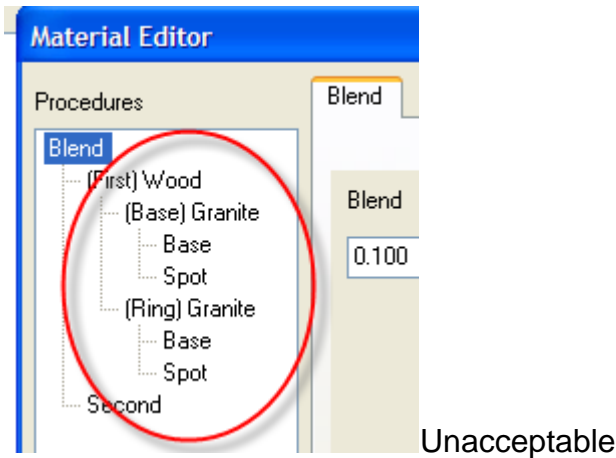 Material Editor
Procedures
Blend
Blend
(First) Wood
(Base) Granite
Base
Spot
(Ring) Granite
Base
Spot
Second
Blend
0.100
Unacceptable